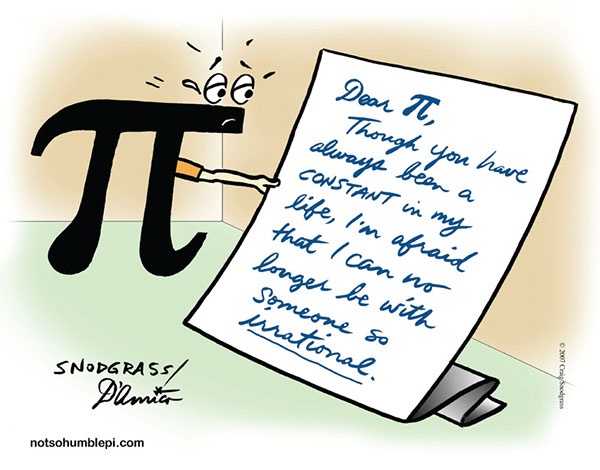 Dear π,
Though you have
always been a
CONSTANT in my
life, I'm afraid
that I can no
longer be with
someone so
irrational.
SNODGRASS/
D'Amico
notsohumblepi.com
© 2007 Craig Snodgrass